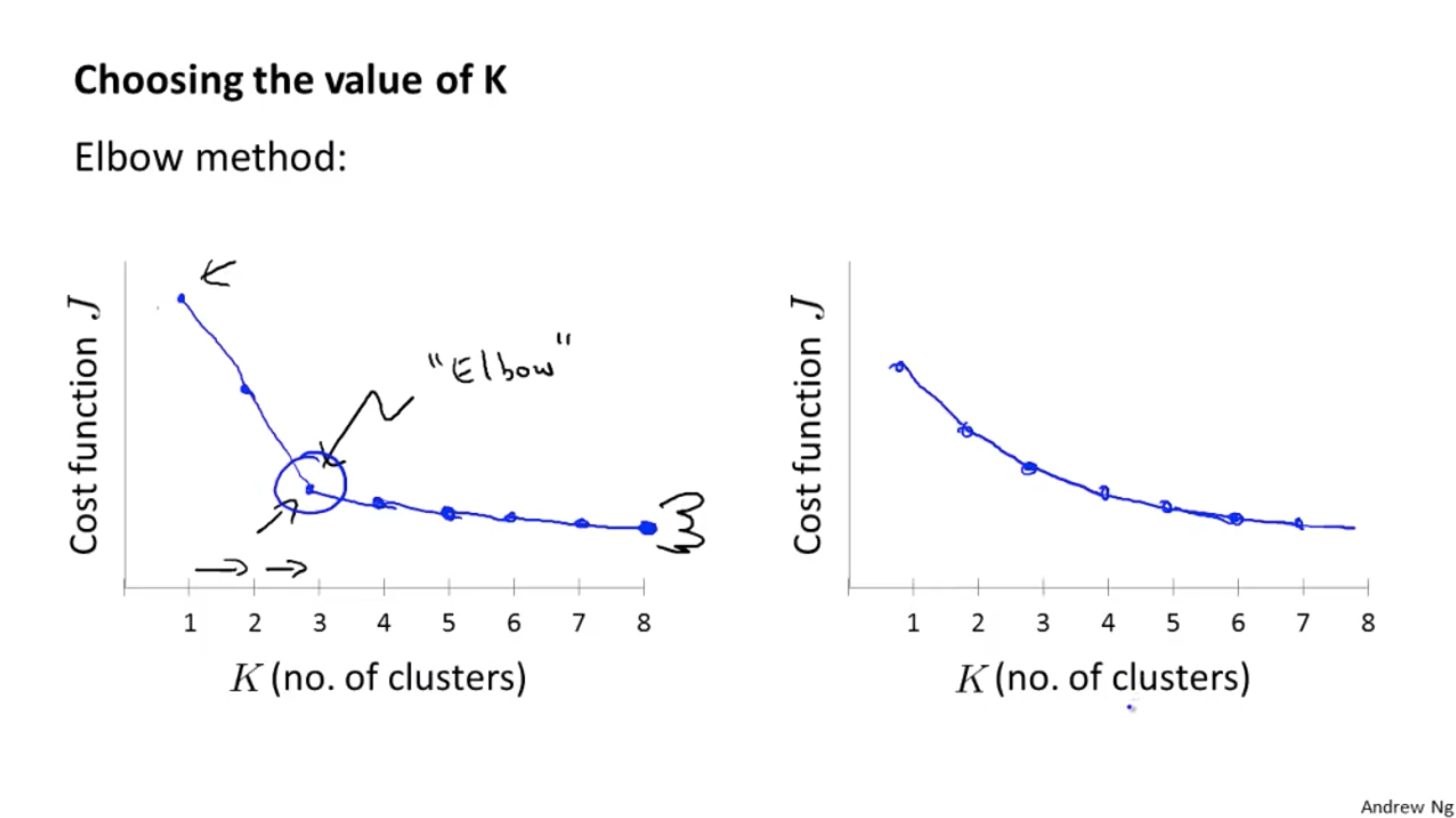 Choosing the value of K
Elbow method:
Cost function J
"Elbow"
1 2 3 4 5 6 7 8
K (no. of clusters)
Cost function J
1 2 3 4 5 6 7 8
K (no. of clusters)
Andrew Ng